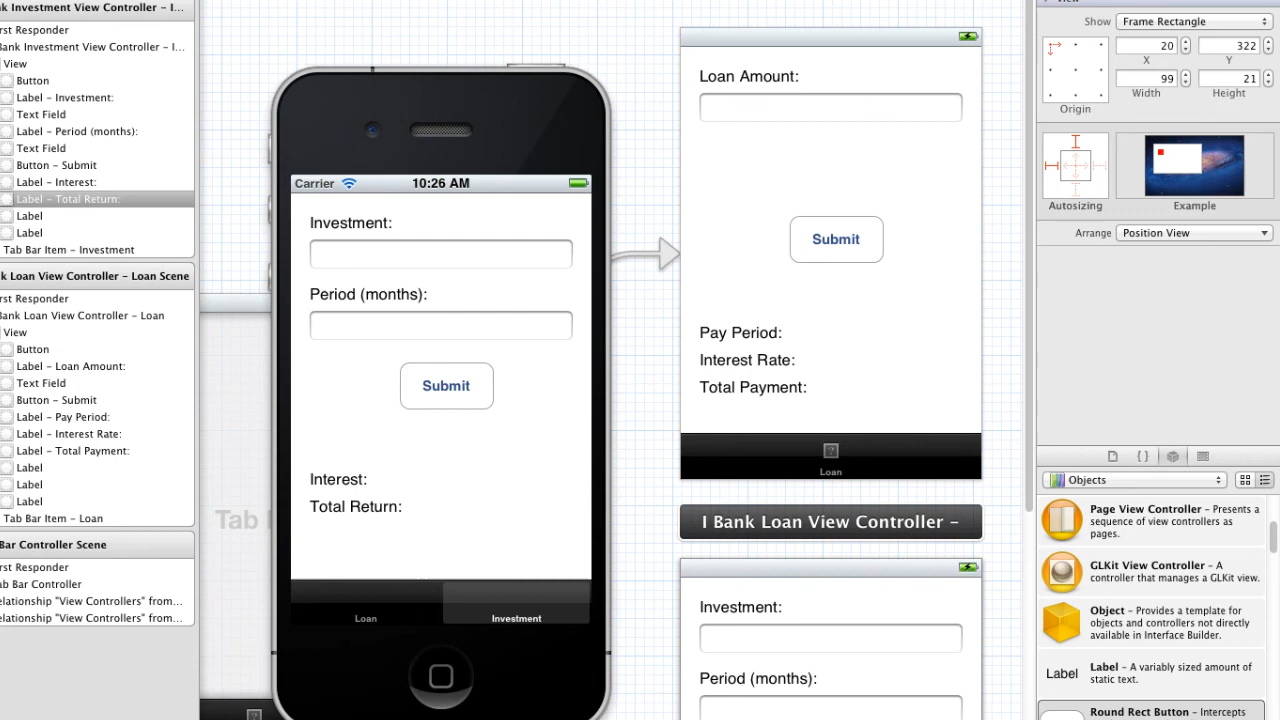 nk Investment View Controller – I...
rst Responder
Bank Investment View Controller – I...
View
Button
Label – Investment:
Text Field
Label – Period (months):
Text Field
Button – Submit
Label – Interest:
Label – Total Return:
Label
Label
Tab Bar Item – Investment
k Loan View Controller – Loan Scene
rst Responder
Bank Loan View Controller – Loan
View
Button
Label – Loan Amount:
Text Field
Button – Submit
Label – Pay Period:
Label – Interest Rate:
Label – Total Payment:
Label
Label
Label
Tab Bar Item – Loan
Bar Controller Scene
rst Responder
ab Bar Controller
elationship "View Controllers" from...
elationship "View Controllers" from...
Tab
Carrier 10:26 AM
Investment:
Period (months):
Submit
Interest:
Total Return:
Loan Investment
Loan Amount:
Submit
Pay Period:
Interest Rate:
Total Payment:
Loan
I Bank Loan View Controller –
Investment:
Period (months):
View
Show Frame Rectangle
20 322
X Y
99 21
Width Height
Origin
Autosizing Example
Arrange Position View
Objects
Page View Controller – Presents a
sequence of view controllers as
pages.
GLKit View Controller – A
controller that manages a GLKit view.
Object – Provides a template for
objects and controllers not directly
available in Interface Builder.
Label
Label – A variably sized amount of
static text.
Round Rect Button – Intercepts